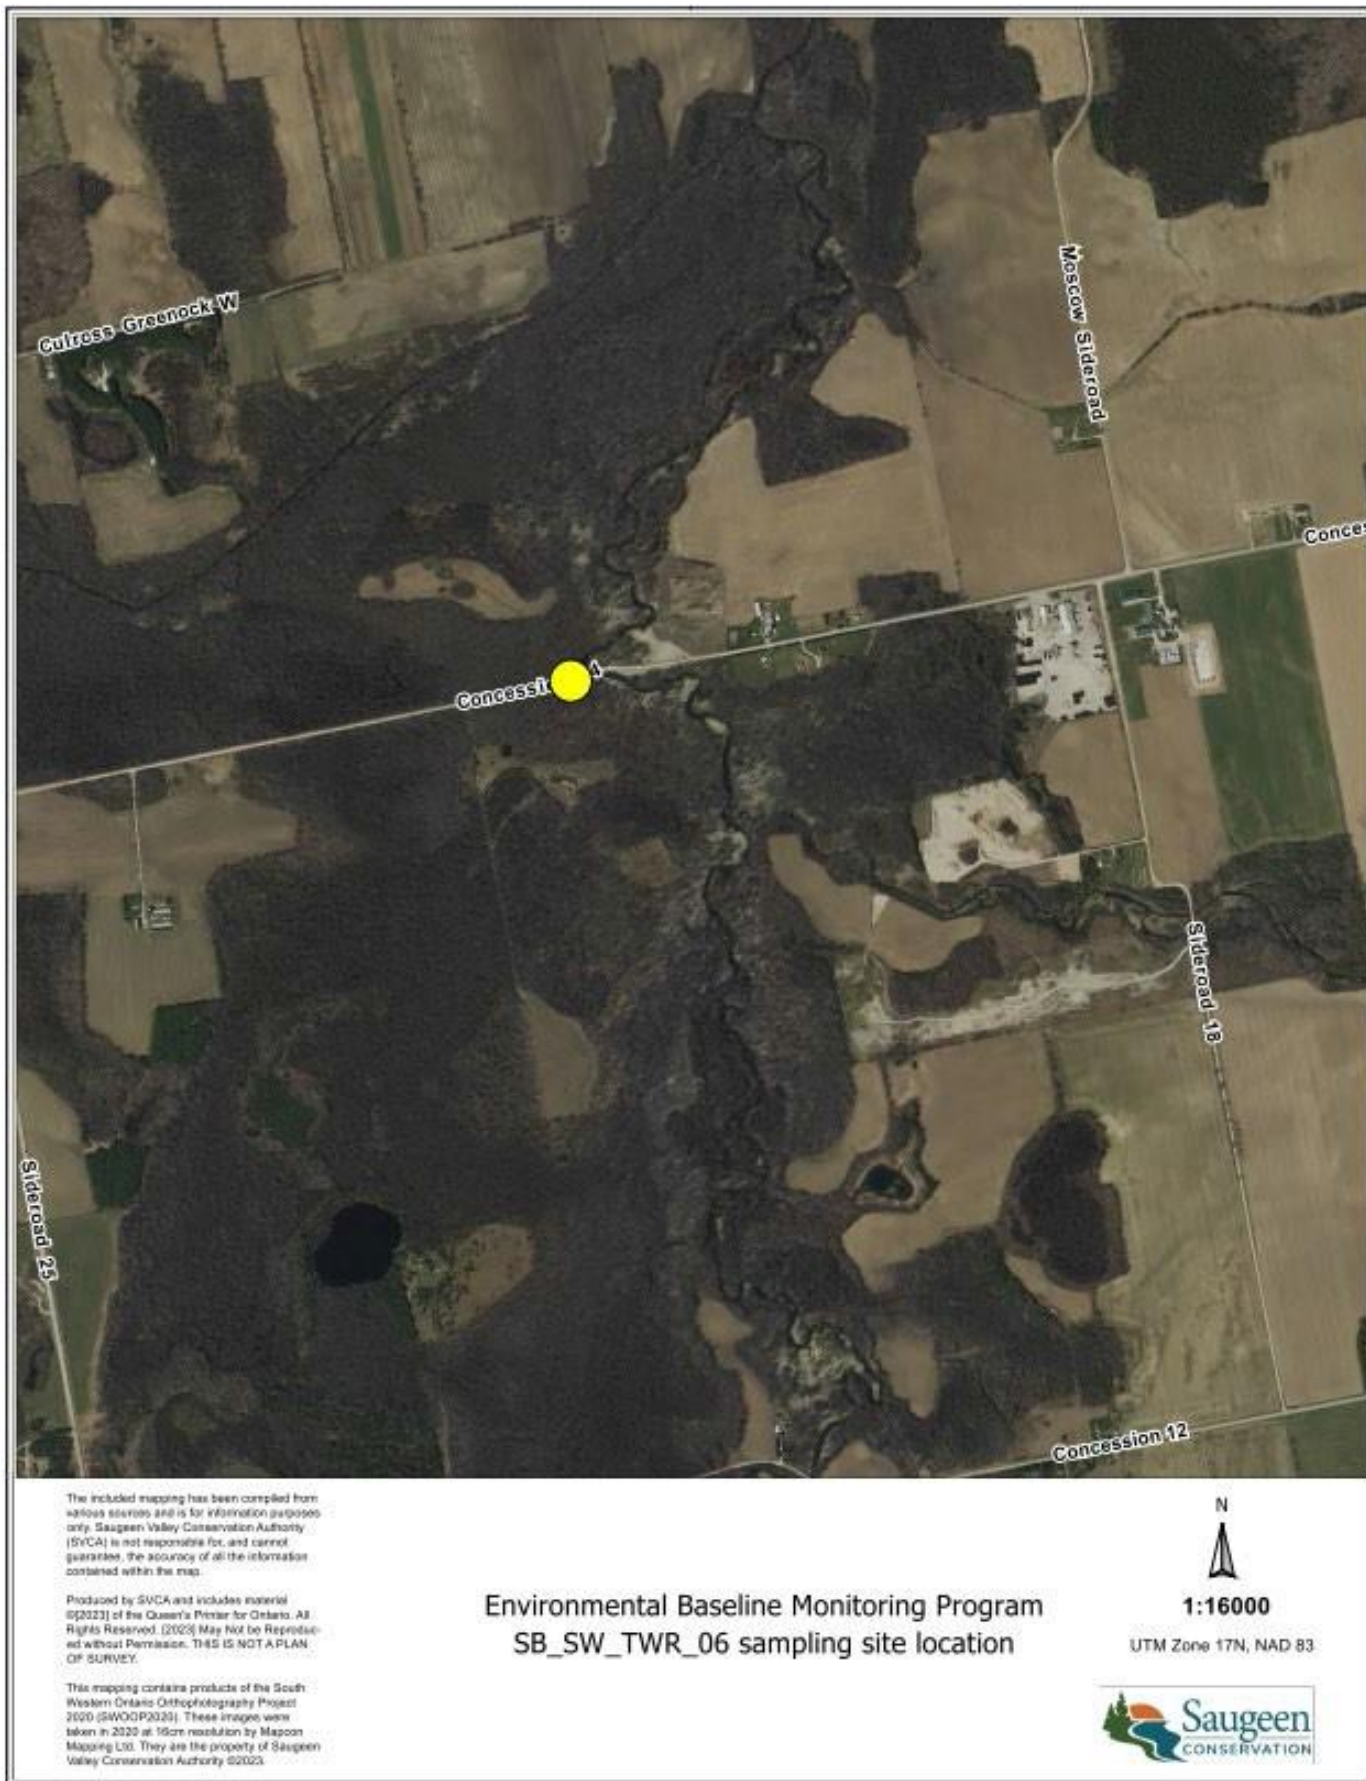 Culross Greenock W
Moscow Sideroad
Conces
Concessi 4
Sideroad 18
Sideroad 25
Concession 12
The included mapping has been compiled from
various sources and is for information purposes
only. Saugeen Valley Conservation Authority
(SVCA) is not responsible for, and cannot
guarantee, the accuracy of all the information
contained within the map.
Produced by SVCA and includes material
©[2023] of the Queen's Printer for Ontario. All
Rights Reserved. [2023] May Not be Reproduc-
ed without Permission. THIS IS NOT A PLAN
OF SURVEY.
This mapping contains products of the South
Western Ontario Orthophotography Project
2020 (SWOOP2020). These images were
taken in 2020 at 16cm resolution by Mapcon
Mapping Ltd. They are the property of Saugeen
Valley Conservation Authority ©2023.
Environmental Baseline Monitoring Program
SB_SW_TWR_06 sampling site location
N
1:16000
UTM Zone 17N, NAD 83
Saugeen
CONSERVATION